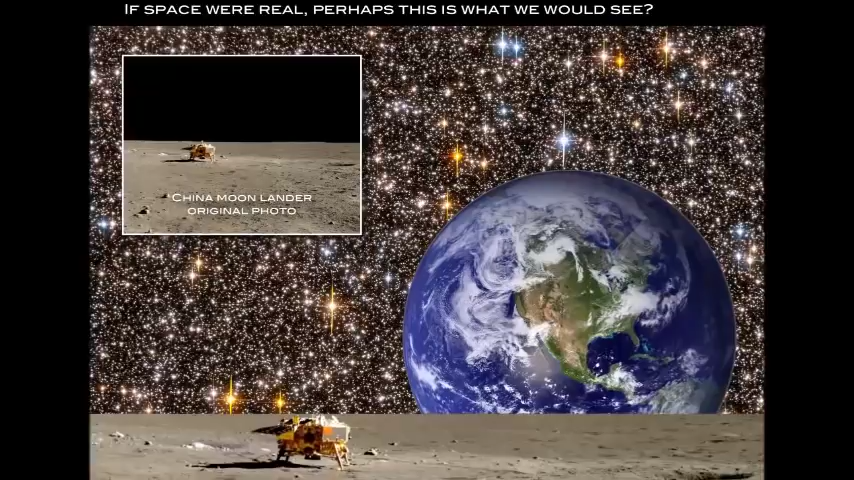 If space were real, perhaps this is what we would see?
China moon lander
original photo